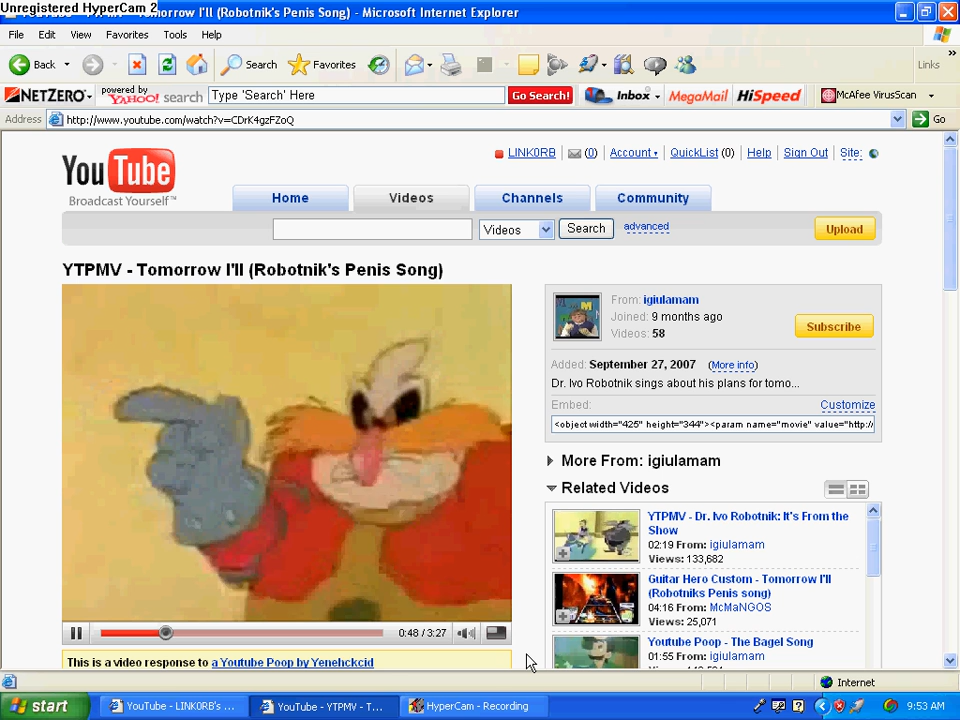 Unregistered HyperCam 2
Tomorrow I'll (Robotnik's Penis Song) - Microsoft Internet Explorer
File Edit View Favorites Tools Help
Back Search Favorites Links
NETZERO powered by YAHOO! search Type 'Search' Here Go Search! Inbox MegaMail HiSpeed McAfee VirusScan
Address http://www.youtube.com/watch?v=CDrK4gzFZoQ Go
YouTube
Broadcast Yourself™
LINK0RB (0) Account QuickList (0) Help Sign Out Site:
Home Videos Channels Community
Videos Search advanced Upload
YTPMV - Tomorrow I'll (Robotnik's Penis Song)
From: igiulamam
Joined: 9 months ago
Videos: 58
Subscribe
Added: September 27, 2007 (More info)
Dr. Ivo Robotnik sings about his plans for tomo...
Embed: Customize
<object width="425" height="344"><param name="movie" value="http:/
More From: igiulamam
Related Videos
YTPMV - Dr. Ivo Robotnik: It's From the
Show
02:19 From: igiulamam
Views: 133,682
Guitar Hero Custom - Tomorrow I'll
(Robotniks Penis song)
04:16 From: McMaNGOS
Views: 25,071
Youtube Poop - The Bagel Song
01:55 From: igiulamam
0:48 / 3:27
This is a video response to a Youtube Poop by Yenehckcid
Internet
start YouTube - LINK0RB's ... YouTube - YTPMV - T... HyperCam - Recording 9:53 AM